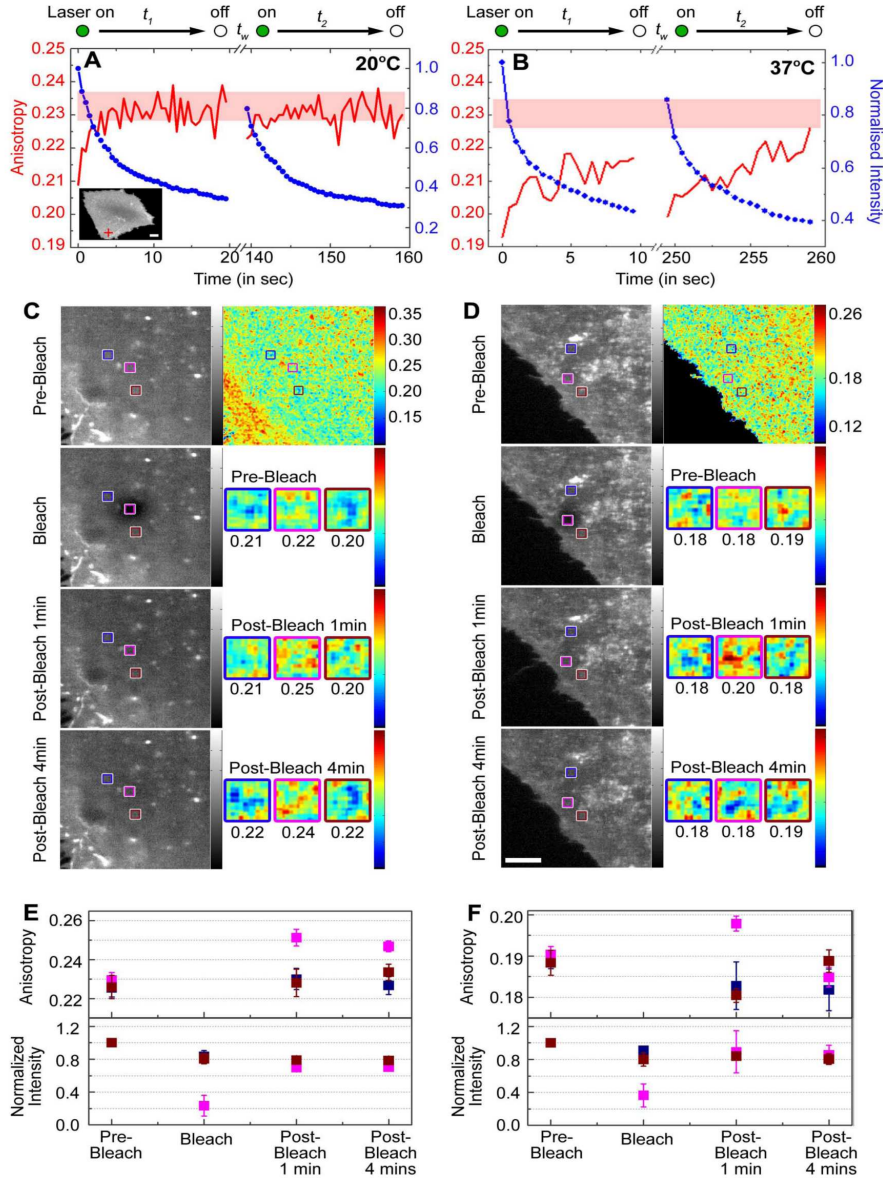 Laser on t1 off tw on t2 off
Laser on t1 off tw on t2 off
A 20°C
0.25
0.24
0.23
0.22
0.21
0.20
0.19
Anisotropy
1.0
0.8
0.6
0.4
0.2
0 10 20 140 150 160
Time (in sec)
B 37°C
0.25
0.24
0.23
0.22
0.21
0.20
0.19
1.0
0.8
0.6
0.4
Normalised Intensity
0 5 10 250 255 260
Time (in sec)
C
Pre-Bleach
0.35
0.30
0.25
0.20
0.15
Bleach
Pre-Bleach
0.21 0.22 0.20
Post-Bleach 1min
Post-Bleach 1min
0.21 0.25 0.20
Post-Bleach 4min
Post-Bleach 4min
0.22 0.24 0.22
D
Pre-Bleach
0.26
0.18
0.12
Bleach
Pre-Bleach
0.18 0.18 0.19
Post-Bleach 1min
Post-Bleach 1min
0.18 0.20 0.18
Post-Bleach 4min
Post-Bleach 4min
0.18 0.18 0.19
E
Anisotropy
0.26
0.24
0.22
Normalized
Intensity
1.2
0.8
0.4
0.0
Pre-
Bleach
Bleach
Post-
Bleach
1 min
Post-
Bleach
4 mins
F
Anisotropy
0.20
0.19
0.18
Normalized
Intensity
1.2
0.8
0.4
0.0
Pre-
Bleach
Bleach
Post-
Bleach
1 min
Post-
Bleach
4 mins